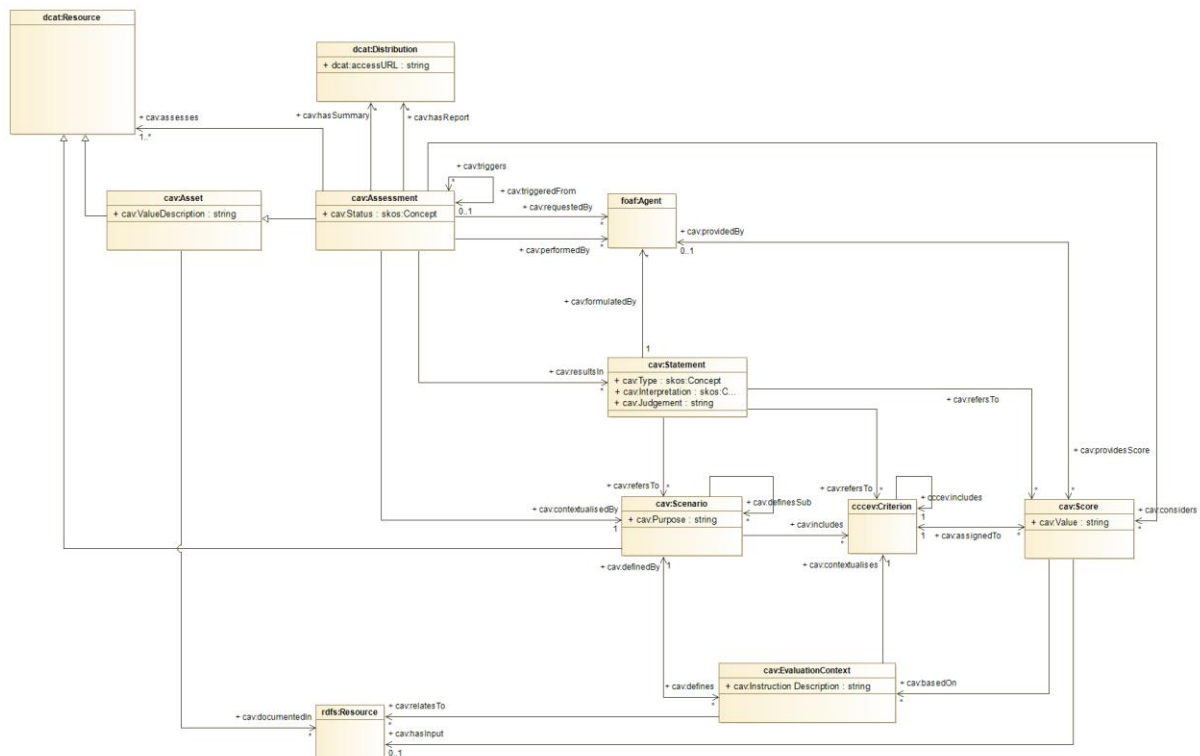 dcat:Resource
dcat:Distribution
+ dcat:accessURL : string
+ cav:assesses
1..*
+ cav:hasSummary
*
+ cav:hasReport
*
+ cav:triggers
*
+ cav:triggeredFrom
0..1
cav:Asset
+ cav:ValueDescription : string
cav:Assessment
+ cav:Status : skos:Concept
+ cav:requestedBy
*
+ cav:performedBy
*
foaf:Agent
+ cav:providedBy
0..1
*
+ cav:formulatedBy
1
cav:Statement
+ cav:Type : skos:Concept
+ cav:Interpretation : skos:C...
+ cav:Judgement : string
+ cav:resultsIn
*
+ cav:refersTo
*
+ cav:refersTo
*
+ cav:refersTo
*
+ cav:providesScore
*
+ cav:contextualisedBy
1
cav:Scenario
+ cav:Purpose : string
+ cav:definesSub
*
+ cav:includes
*
cccev:Criterion
+ cccev:includes
1
1
+ cav:assignedTo
*
cav:Score
+ cav:Value : string
+ cav:considers
*
+ cav:definedBy
1
+ cav:contextualises
1
cav:EvaluationContext
+ cav:Instruction Description : string
+ cav:defines
*
+ cav:basedOn
*
+ cav:documentedIn
*
rdfs:Resource
+ cav:relatesTo
*
+ cav:hasInput
0..1